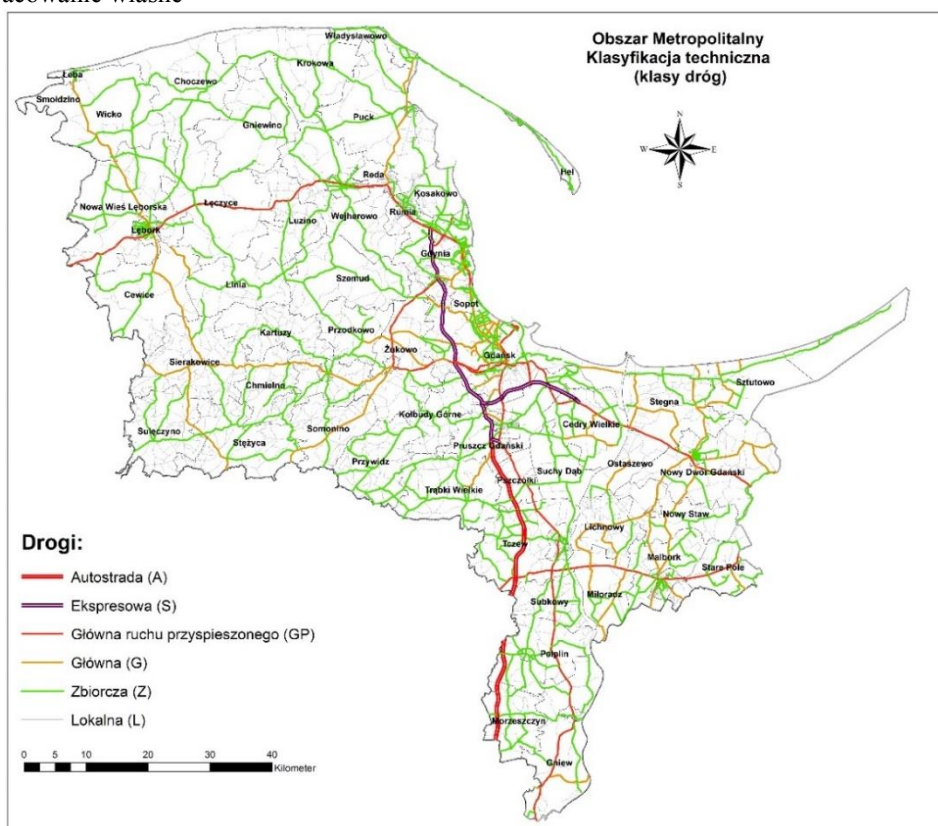 Obszar Metropolitalny
Klasyfikacja techniczna
(klasy dróg)
N
W E
S
Władysławowo
Krokowa
Łeba
Choczewo
Smołdzino
Wicko
Gniewino
Puck
Hel
Reda
Kosakowo
Nowa Wieś Lęborska
Łęczyce
Rumia
Luzino
Wejherowo
Lębork
Gdynia
Szemud
Linia
Cewice
Sopot
Kartuzy
Przodkowo
Żukowo
Gdańsk
Sierakowice
Chmielno
Sztutowo
Stegna
Kolbudy Górne
Cedry Wielkie
Sulęczyno
Somonino
Stężyca
Pruszcz Gdański
Przywidz
Ostaszewo
Suchy Dąb
Nowy Dwór Gdański
Pszczółki
Trąbki Wielkie
Nowy Staw
Lichnowy
Tczew
Malbork
Stare Pole
Miłoradz
Subkowy
Pelplin
Morzeszczyn
Gniew
Drogi:
Autostrada (A)
Ekspresowa (S)
Główna ruchu przyspieszonego (GP)
Główna (G)
Zbiorcza (Z)
Lokalna (L)
0 5 10 20 30 40
Kilometer